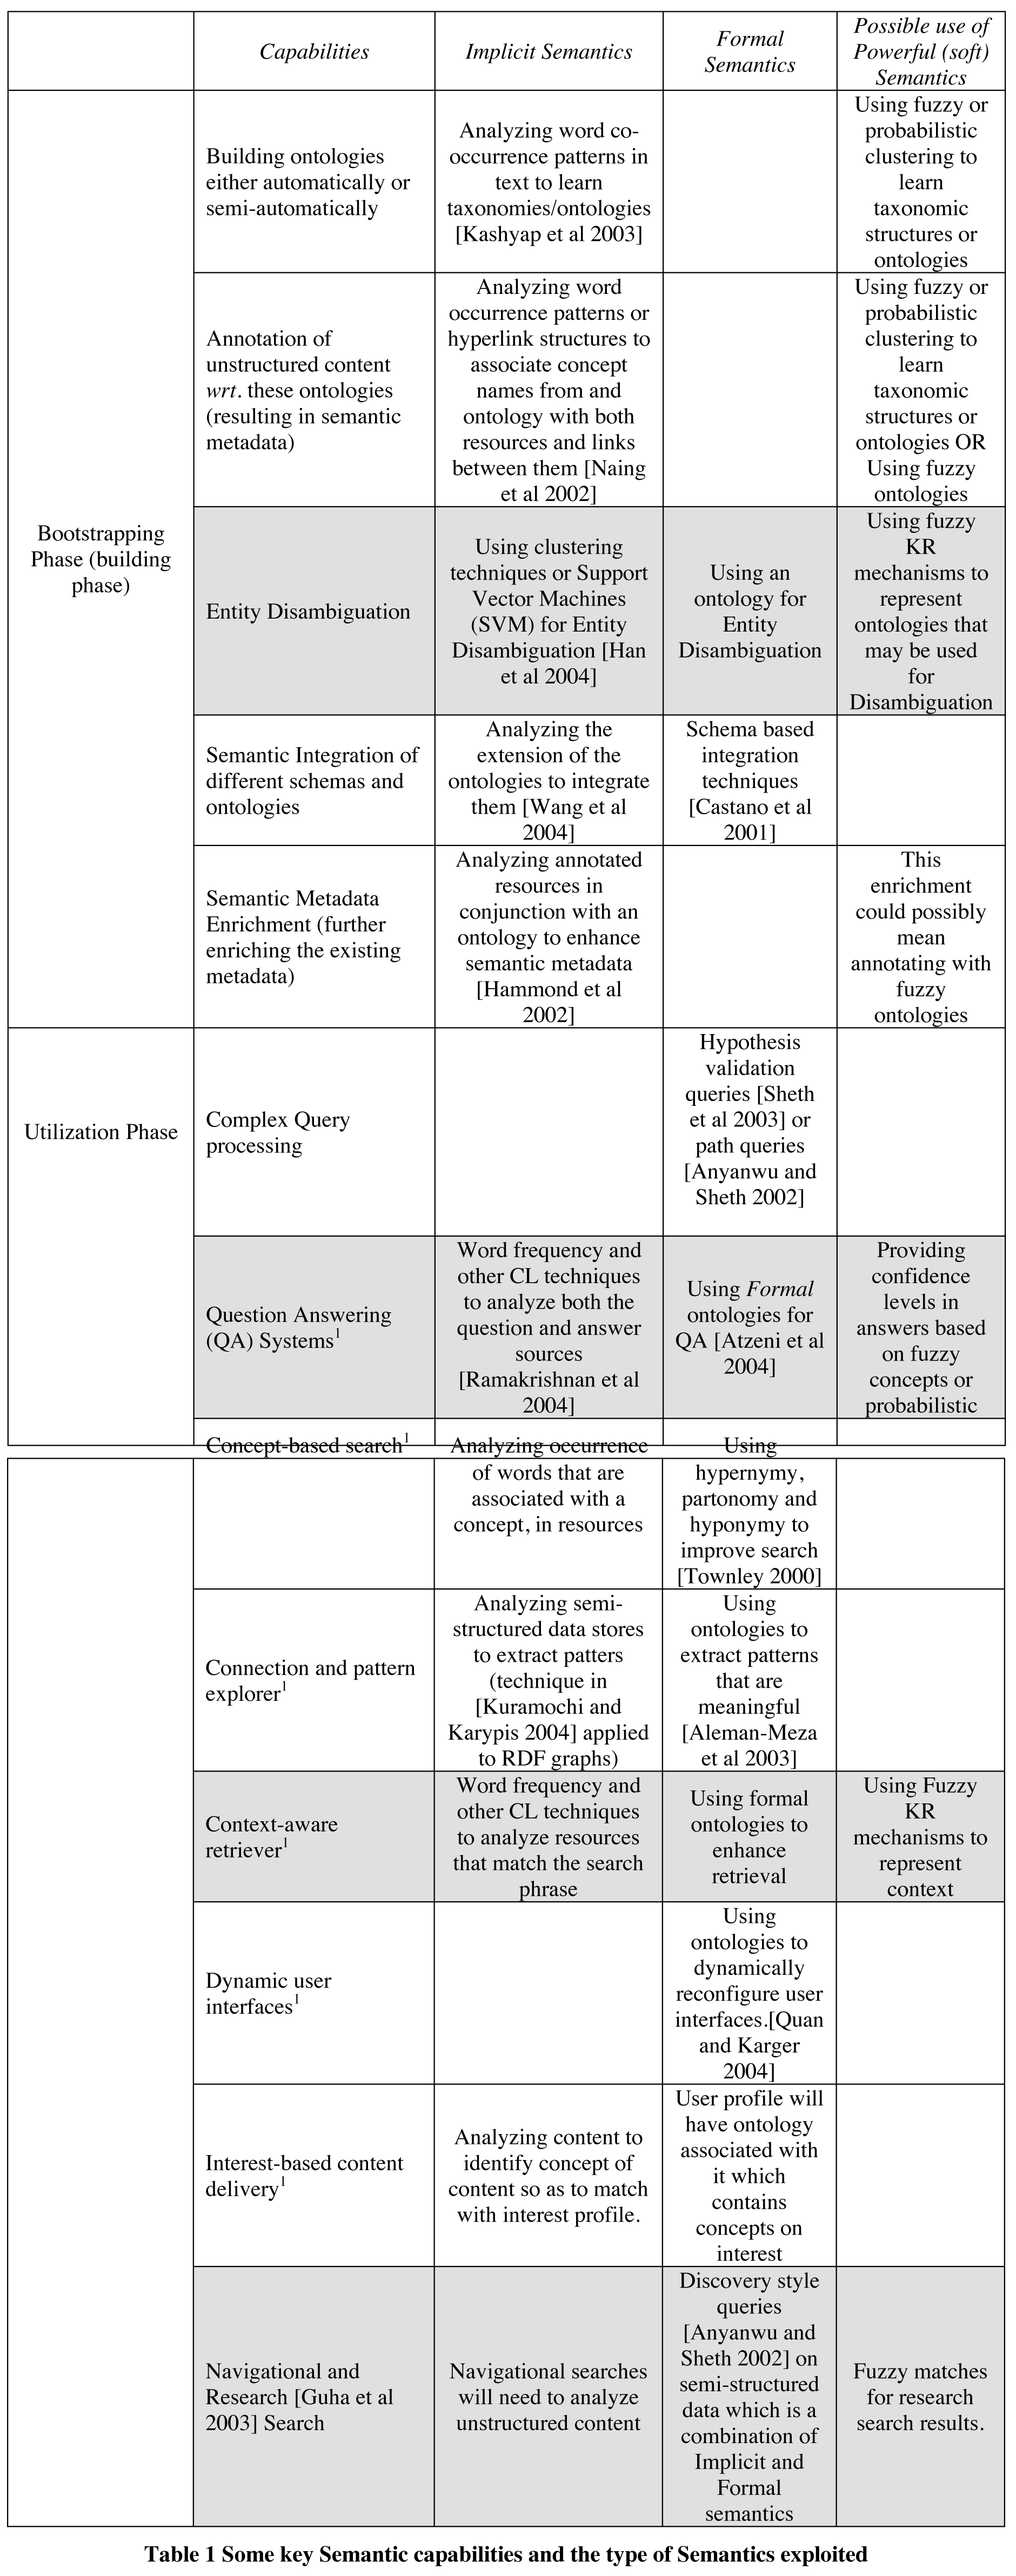 Capabilities
Implicit Semantics
Formal
Semantics
Possible use of
Powerful (soft)
Semantics
Bootstrapping
Phase (building
phase)
Building ontologies
either automatically or
semi-automatically
Analyzing word co-
occurrence patterns in
text to learn
taxonomies/ontologies
[Kashyap et al 2003]
Using fuzzy or
probabilistic
clustering to
learn
taxonomic
structures or
ontologies
Annotation of
unstructured content
wrt. these ontologies
(resulting in semantic
metadata)
Analyzing word
occurrence patterns or
hyperlink structures to
associate concept
names from and
ontology with both
resources and links
between them [Naing
et al 2002]
Using fuzzy or
probabilistic
clustering to
learn
taxonomic
structures or
ontologies OR
Using fuzzy
ontologies
Entity Disambiguation
Using clustering
techniques or Support
Vector Machines
(SVM) for Entity
Disambiguation [Han
et al 2004]
Using an
ontology for
Entity
Disambiguation
Using fuzzy
KR
mechanisms to
represent
ontologies that
may be used
for
Disambiguation
Semantic Integration of
different schemas and
ontologies
Analyzing the
extension of the
ontologies to integrate
them [Wang et al
2004]
Schema based
integration
techniques
[Castano et al
2001]
Semantic Metadata
Enrichment (further
enriching the existing
metadata)
Analyzing annotated
resources in
conjunction with an
ontology to enhance
semantic metadata
[Hammond et al
2002]
This
enrichment
could possibly
mean
annotating with
fuzzy
ontologies
Utilization Phase
Complex Query
processing
Hypothesis
validation
queries [Sheth
et al 2003] or
path queries
[Anyanwu and
Sheth 2002]
Question Answering
(QA) Systems1
Word frequency and
other CL techniques
to analyze both the
question and answer
sources
[Ramakrishnan et al
2004]
Using Formal
ontologies for
QA [Atzeni et al
2004]
Providing
confidence
levels in
answers based
on fuzzy
concepts or
probabilistic
Concept-based search1
Analyzing occurrence
of words that are
associated with a
concept, in resources
Using
hypernymy,
partonomy and
hyponymy to
improve search
[Townley 2000]
Connection and pattern
explorer1
Analyzing semi-
structured data stores
to extract patters
(technique in
[Kuramochi and
Karypis 2004] applied
to RDF graphs)
Using
ontologies to
extract patterns
that are
meaningful
[Aleman-Meza
et al 2003]
Context-aware
retriever1
Word frequency and
other CL techniques
to analyze resources
that match the search
phrase
Using formal
ontologies to
enhance
retrieval
Using Fuzzy
KR
mechanisms to
represent
context
Dynamic user
interfaces1
Using
ontologies to
dynamically
reconfigure user
interfaces.[Quan
and Karger
2004]
Interest-based content
delivery1
Analyzing content to
identify concept of
content so as to match
with interest profile.
User profile will
have ontology
associated with
it which
contains
concepts on
interest
Navigational and
Research [Guha et al
2003] Search
Navigational searches
will need to analyze
unstructured content
Discovery style
queries
[Anyanwu and
Sheth 2002] on
semi-structured
data which is a
combination of
Implicit and
Formal
semantics
Fuzzy matches
for research
search results.
Table 1 Some key Semantic capabilities and the type of Semantics exploited